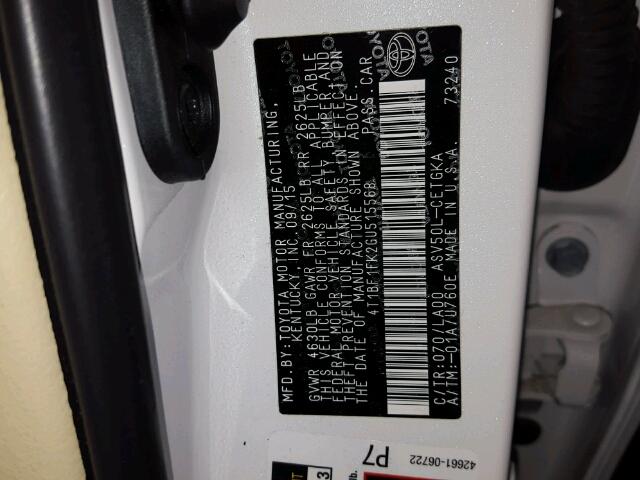 MFD. BY: TOYOTA MOTOR MANUFACTURING,
KENTUCKY, INC. 09/15
GVWR 4630LB GAWR FR 2625LB RR 2625LB
THIS VEHICLE CONFORMS TO ALL APPLICABLE
FEDERAL MOTOR VEHICLE SAFETY, BUMPER AND
THEFT PREVENTION STANDARDS IN EFFECT ON
THE DATE OF MANUFACTURE SHOWN ABOVE.
4T1BF1FK2GU515568 PASS. CAR
C/TR:070/LA00 ASV50L-CETGKA
A/TM:-01A/U760E MADE IN U.S.A. 73240
TOYOTA
42661-06722
P7